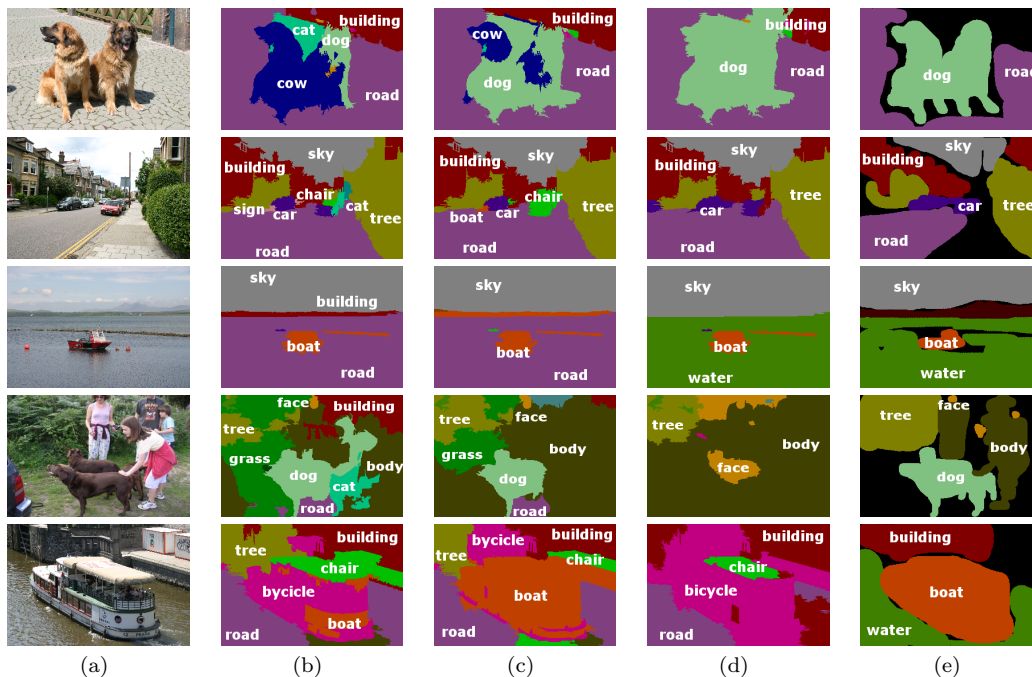 building
cat
dog
cow
road
building
cow
dog
road
building
dog
road
dog
road
sky
building
chair
sign
car
cat
tree
road
sky
building
chair
boat
car
tree
road
sky
building
car
tree
road
sky
building
car
tree
road
sky
building
boat
road
sky
boat
road
sky
boat
water
sky
boat
water
face
building
tree
grass
dog
body
cat
road
face
tree
grass
body
dog
road
tree
body
face
face
tree
body
dog
building
tree
chair
bycicle
boat
road
bycicle
building
tree
chair
boat
road
building
chair
bicycle
road
building
boat
water
(a) (b) (c) (d) (e)